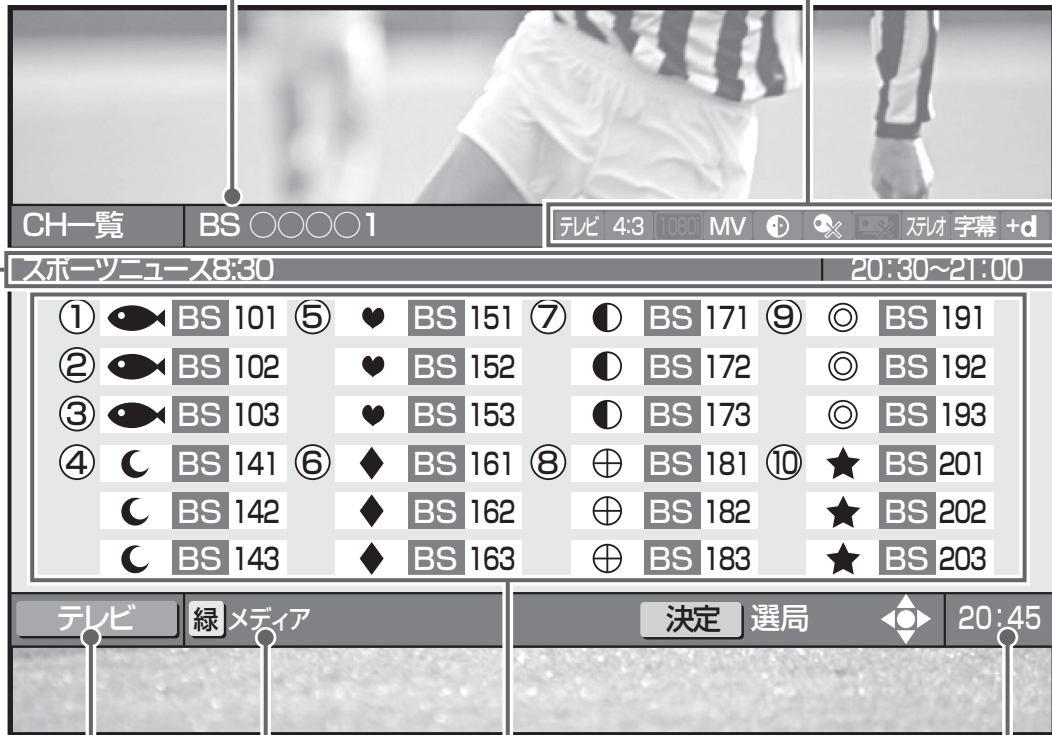 CH一覧 BS ○○○○1 テレビ 4:3 1080i MV ステレオ 字幕 +d
スポーツニュース8:30 20:30~21:00
① BS 101 ⑤ BS 151 ⑦ BS 171 ⑨ BS 191
② BS 102 BS 152 BS 172 BS 192
③ BS 103 BS 153 BS 173 BS 193
④ BS 141 ⑥ BS 161 ⑧ BS 181 ⑩ BS 201
BS 142 BS 162 BS 182 BS 202
BS 143 BS 163 BS 183 BS 203
テレビ 緑 メディア 決定 選局 20:45